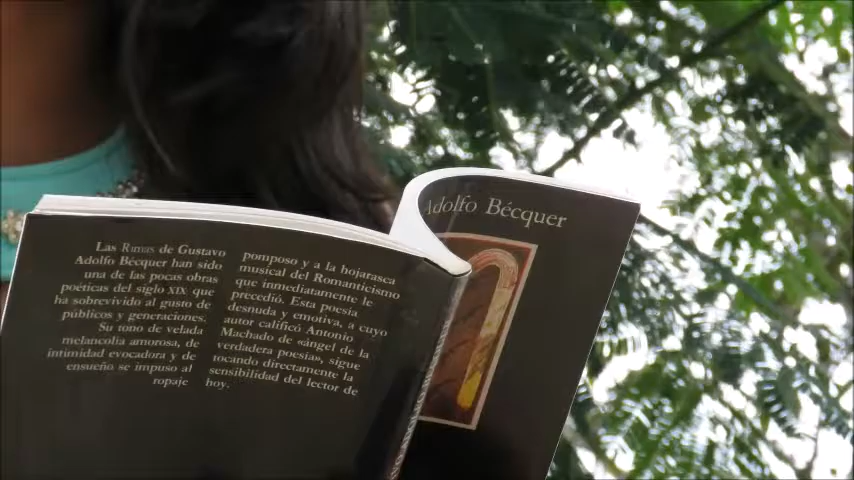 Las Rimas de Gustavo
Adolfo Bécquer han sido
una de las pocas obras
poéticas del siglo XIX que
ha sobrevivido al gusto de
públicos y generaciones.
Su tono de velada
melancolía amorosa, de
intimidad evocadora y de
ensueño se impuso al
ropaje
pomposo y a la hojarasca
musical del Romanticismo
que inmediatamente le
precedió. Esta poesía
desnuda y emotiva, a cuyo
autor calificó Antonio
Machado de «ángel de la
verdadera poesía», sigue
tocando directamente la
sensibilidad del lector de
hoy.
Adolfo Bécquer